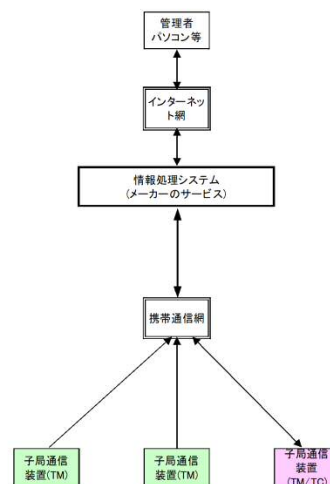 管理者
パソコン等
インターネッ
ト網
情報処理システム
(メーカーのサービス)
携帯通信網
子局通信
装置(TM)
子局通信
装置(TM)
子局通信
装置
(TM/TC)